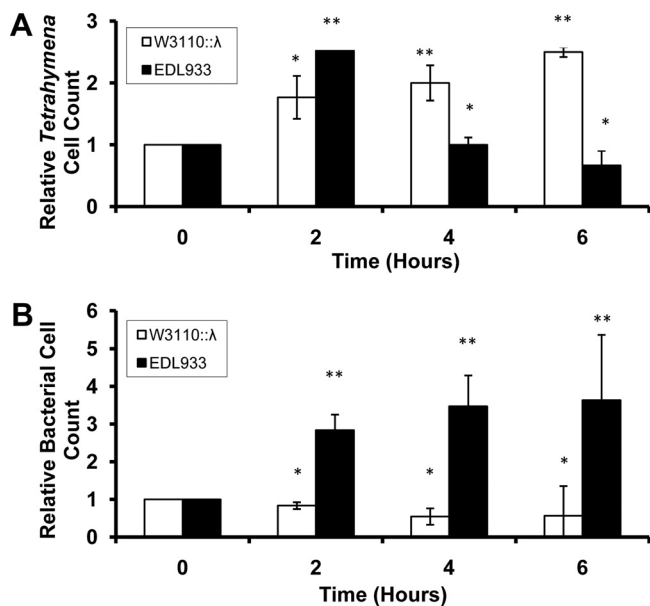 A
Relative Tetrahymena
Cell Count
3
2
1
0
W3110::λ
EDL933
*
**
**
*
**
*
0
2
4
6
Time (Hours)
B
Relative Bacterial Cell
Count
6
5
4
3
2
1
0
W3110::λ
EDL933
*
**
*
**
*
**
0
2
4
6
Time (Hours)